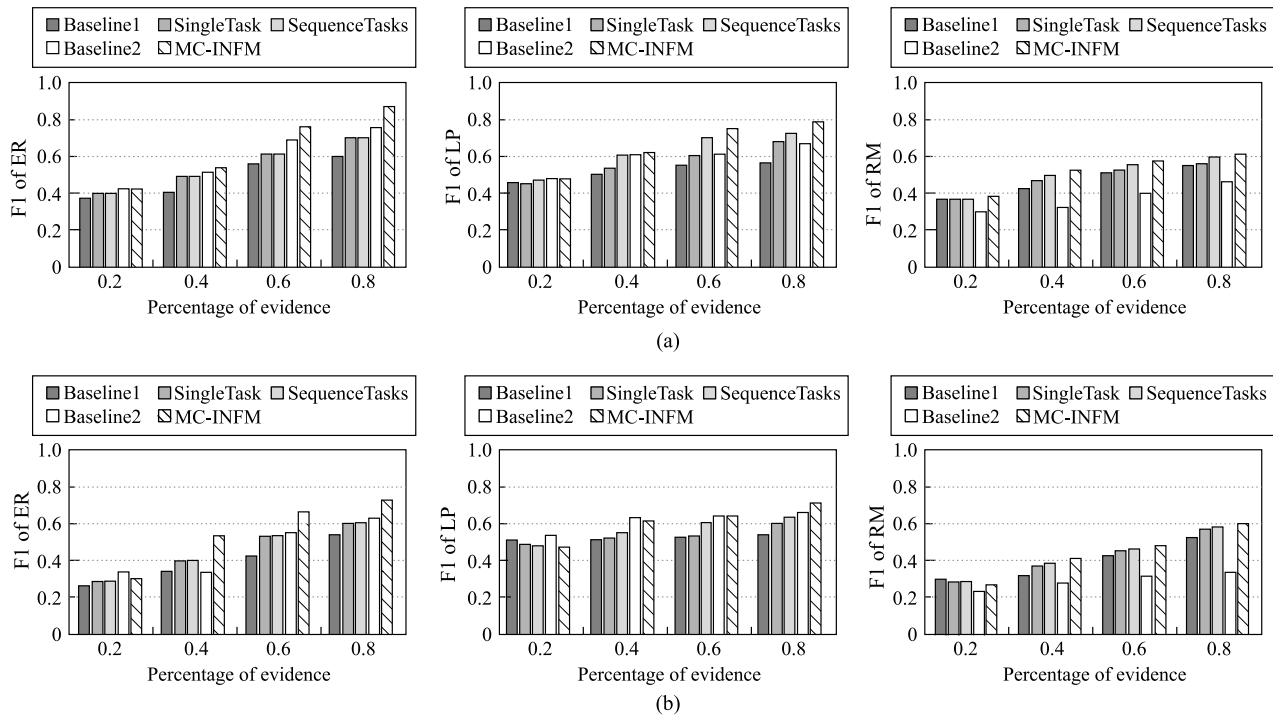 Baseline1 SingleTask SequenceTasks
Baseline2 MC-INFM
F1 of ER
1.0
0.8
0.6
0.4
0.2
0
0.2 0.4 0.6 0.8
Percentage of evidence
Baseline1 SingleTask SequenceTasks
Baseline2 MC-INFM
F1 of LP
1.0
0.8
0.6
0.4
0.2
0
0.2 0.4 0.6 0.8
Percentage of evidence
Baseline1 SingleTask SequenceTasks
Baseline2 MC-INFM
F1 of RM
1.0
0.8
0.6
0.4
0.2
0
0.2 0.4 0.6 0.8
Percentage of evidence
(a)
Baseline1 SingleTask SequenceTasks
Baseline2 MC-INFM
F1 of ER
1.0
0.8
0.6
0.4
0.2
0
0.2 0.4 0.6 0.8
Percentage of evidence
Baseline1 SingleTask SequenceTasks
Baseline2 MC-INFM
F1 of LP
1.0
0.8
0.6
0.4
0.2
0
0.2 0.4 0.6 0.8
Percentage of evidence
Baseline1 SingleTask SequenceTasks
Baseline2 MC-INFM
F1 of RM
1.0
0.8
0.6
0.4
0.2
0
0.2 0.4 0.6 0.8
Percentage of evidence
(b)